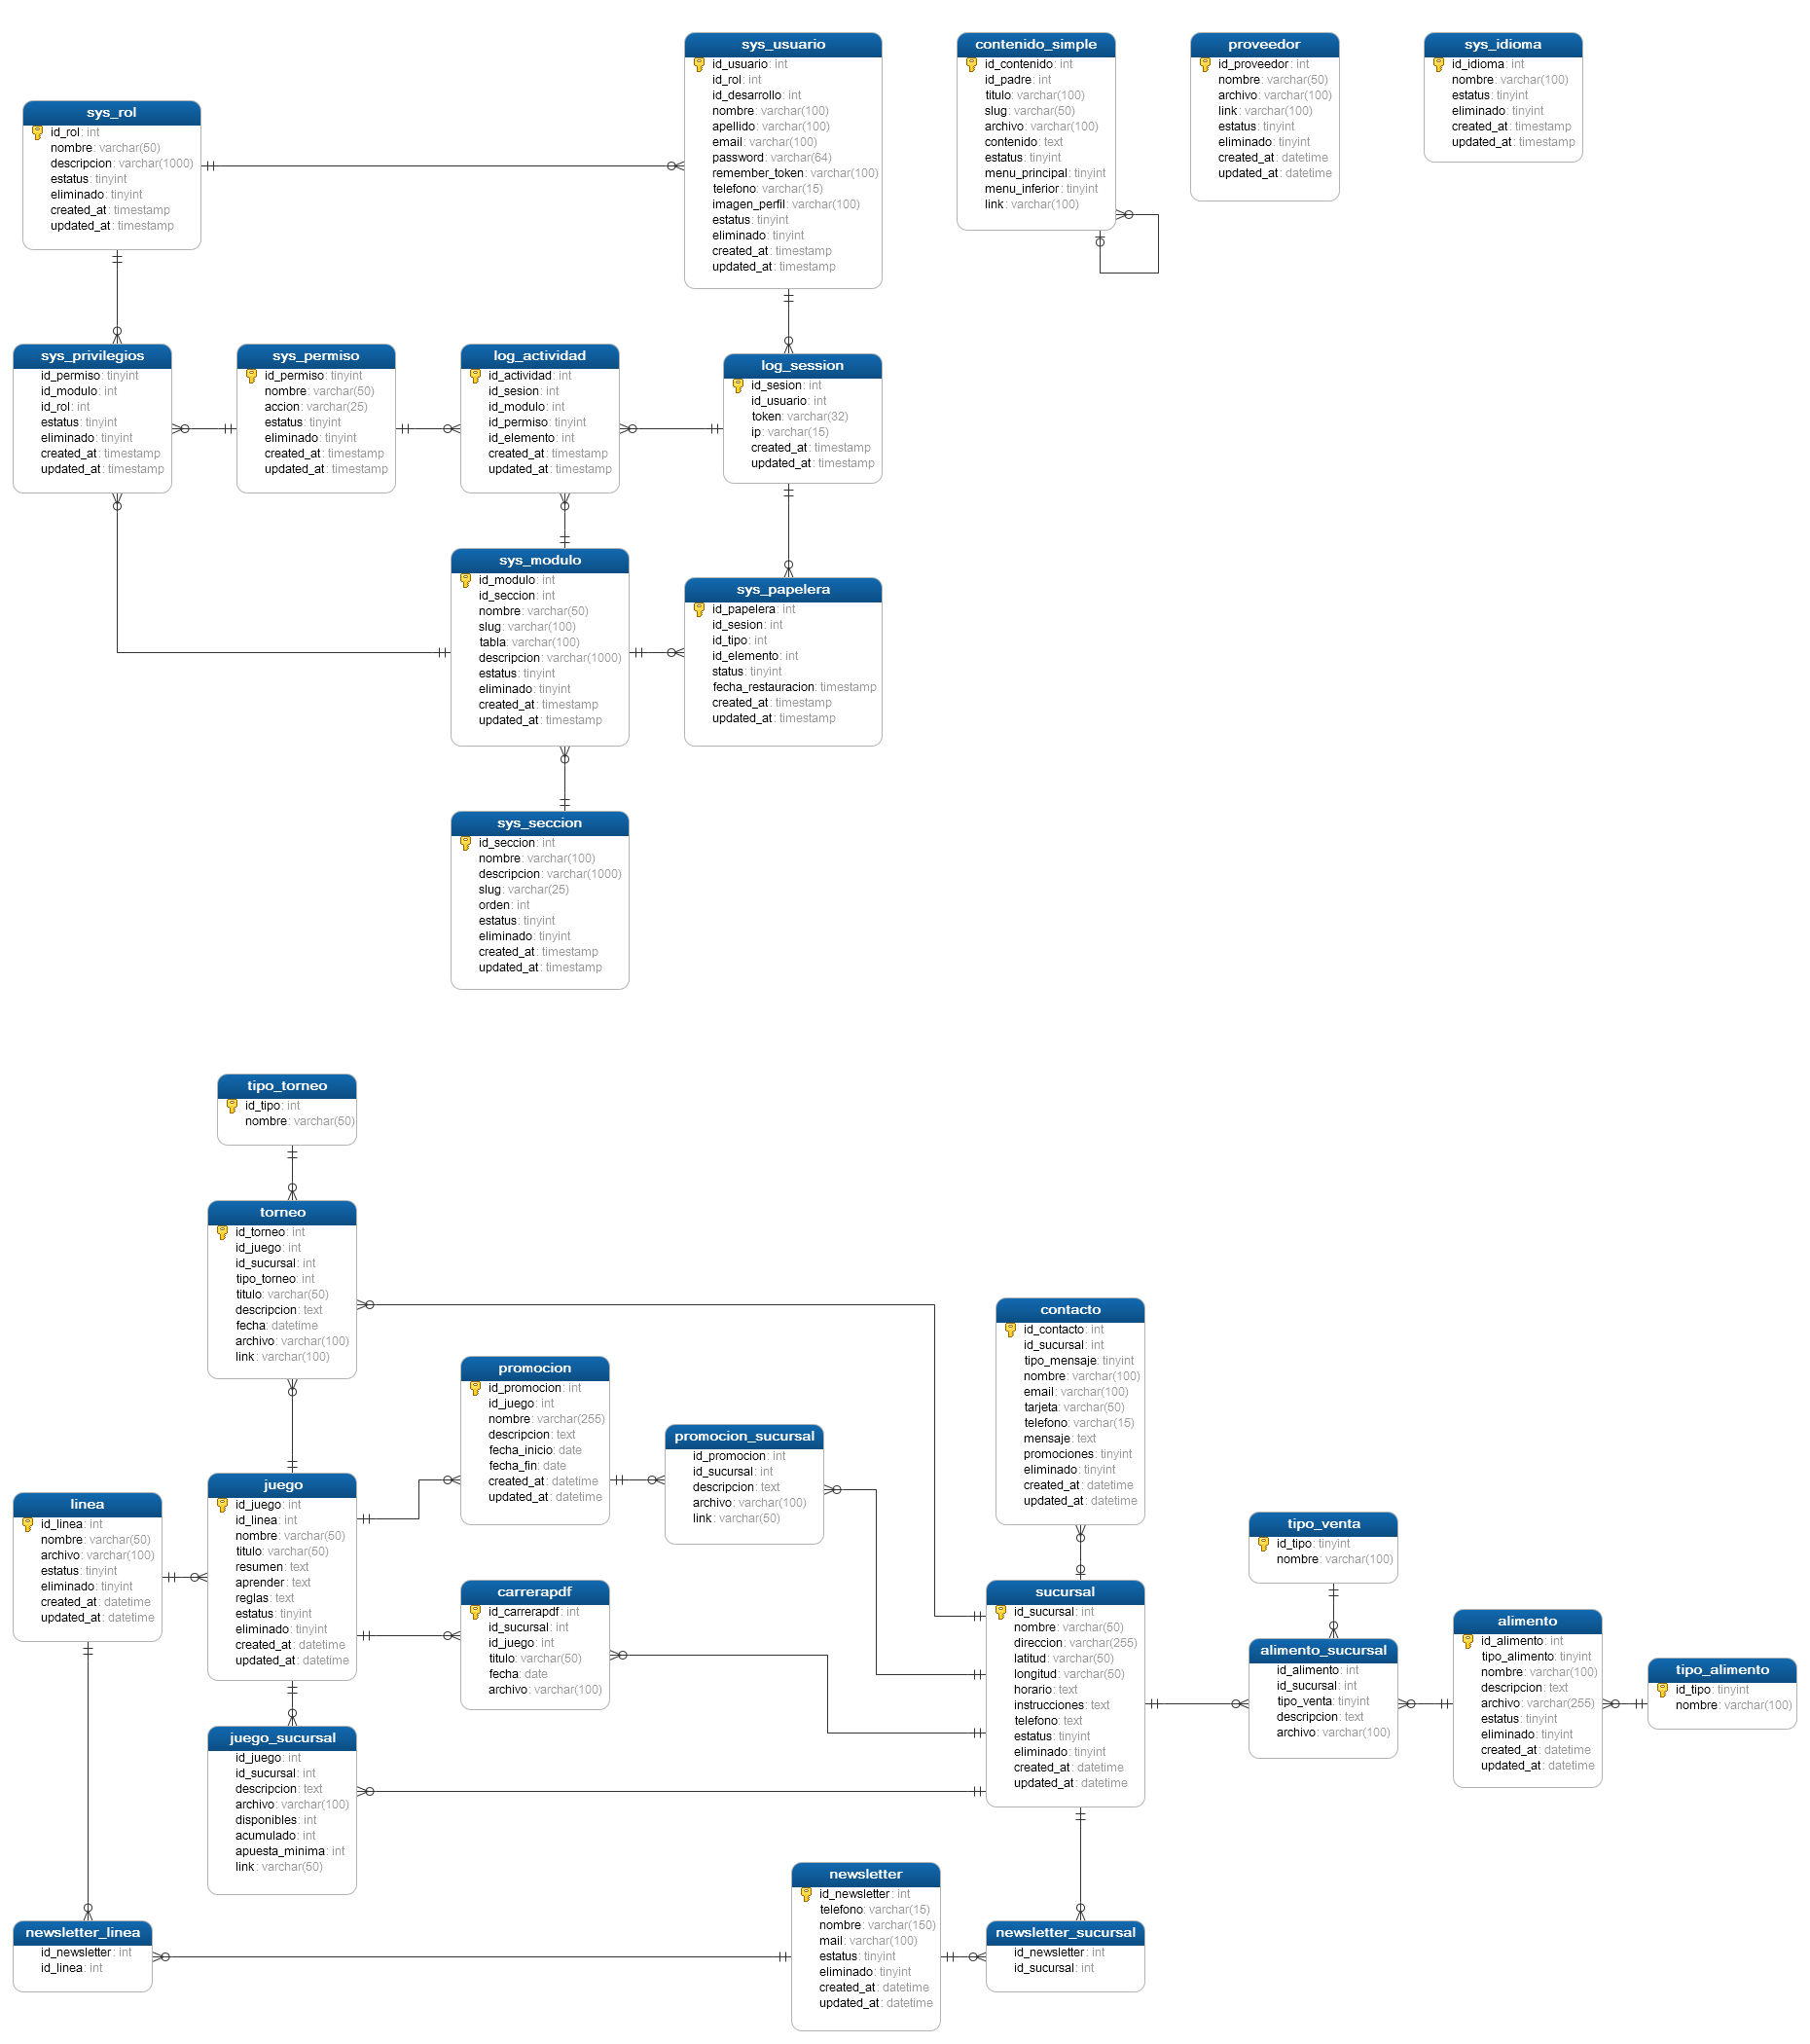 sys_usuario
id_usuario: int
id_rol: int
id_desarrollo: int
nombre: varchar(100)
apellido: varchar(100)
email: varchar(100)
password: varchar(64)
remember_token: varchar(100)
telefono: varchar(15)
imagen_perfil: varchar(100)
estatus: tinyint
eliminado: tinyint
created_at: timestamp
updated_at: timestamp
contenido_simple
id_contenido: int
id_padre: int
titulo: varchar(100)
slug: varchar(50)
archivo: varchar(100)
contenido: text
estatus: tinyint
menu_principal: tinyint
menu_inferior: tinyint
link: varchar(100)
proveedor
id_proveedor: int
nombre: varchar(50)
archivo: varchar(100)
link: varchar(100)
estatus: tinyint
eliminado: tinyint
created_at: datetime
updated_at: datetime
sys_idioma
id_idioma: int
nombre: varchar(100)
estatus: tinyint
eliminado: tinyint
created_at: timestamp
updated_at: timestamp
sys_rol
id_rol: int
nombre: varchar(50)
descripcion: varchar(1000)
estatus: tinyint
eliminado: tinyint
created_at: timestamp
updated_at: timestamp
sys_privilegios
id_permiso: tinyint
id_modulo: int
id_rol: int
estatus: tinyint
eliminado: tinyint
created_at: timestamp
updated_at: timestamp
sys_permiso
id_permiso: tinyint
nombre: varchar(50)
accion: varchar(25)
estatus: tinyint
eliminado: tinyint
created_at: timestamp
updated_at: timestamp
log_actividad
id_actividad: int
id_sesion: int
id_modulo: int
id_permiso: tinyint
id_elemento: int
created_at: timestamp
updated_at: timestamp
log_session
id_sesion: int
id_usuario: int
token: varchar(32)
ip: varchar(15)
created_at: timestamp
updated_at: timestamp
sys_modulo
id_modulo: int
id_seccion: int
nombre: varchar(50)
slug: varchar(100)
tabla: varchar(100)
descripcion: varchar(1000)
estatus: tinyint
eliminado: tinyint
created_at: timestamp
updated_at: timestamp
sys_papelera
id_papelera: int
id_sesion: int
id_tipo: int
id_elemento: int
status: tinyint
fecha_restauracion: timestamp
created_at: timestamp
updated_at: timestamp
sys_seccion
id_seccion: int
nombre: varchar(100)
descripcion: varchar(1000)
slug: varchar(25)
orden: int
estatus: tinyint
eliminado: tinyint
created_at: timestamp
updated_at: timestamp
tipo_torneo
id_tipo: int
nombre: varchar(50)
torneo
id_torneo: int
id_juego: int
id_sucursal: int
tipo_torneo: int
titulo: varchar(50)
descripcion: text
fecha: datetime
archivo: varchar(100)
link: varchar(100)
contacto
id_contacto: int
id_sucursal: int
tipo_mensaje: tinyint
nombre: varchar(100)
email: varchar(100)
tarjeta: varchar(50)
telefono: varchar(15)
mensaje: text
promociones: tinyint
eliminado: tinyint
created_at: datetime
updated_at: datetime
promocion
id_promocion: int
id_juego: int
nombre: varchar(255)
descripcion: text
fecha_inicio: date
fecha_fin: date
created_at: datetime
updated_at: datetime
promocion_sucursal
id_promocion: int
id_sucursal: int
descripcion: text
archivo: varchar(100)
link: varchar(50)
linea
id_linea: int
nombre: varchar(50)
archivo: varchar(100)
estatus: tinyint
eliminado: tinyint
created_at: datetime
updated_at: datetime
juego
id_juego: int
id_linea: int
nombre: varchar(50)
titulo: varchar(50)
resumen: text
aprender: text
reglas: text
estatus: tinyint
eliminado: tinyint
created_at: datetime
updated_at: datetime
carrerapdf
id_carrerapdf: int
id_sucursal: int
id_juego: int
titulo: varchar(50)
fecha: date
archivo: varchar(100)
sucursal
id_sucursal: int
nombre: varchar(50)
direccion: varchar(255)
latitud: varchar(50)
longitud: varchar(50)
horario: text
instrucciones: text
telefono: text
estatus: tinyint
eliminado: tinyint
created_at: datetime
updated_at: datetime
tipo_venta
id_tipo: tinyint
nombre: varchar(100)
alimento_sucursal
id_alimento: int
id_sucursal: int
tipo_venta: tinyint
descripcion: text
archivo: varchar(100)
alimento
id_alimento: int
tipo_alimento: tinyint
nombre: varchar(100)
descripcion: text
archivo: varchar(255)
estatus: tinyint
eliminado: tinyint
created_at: datetime
updated_at: datetime
tipo_alimento
id_tipo: tinyint
nombre: varchar(100)
juego_sucursal
id_juego: int
id_sucursal: int
descripcion: text
archivo: varchar(100)
disponibles: int
acumulado: int
apuesta_minima: int
link: varchar(50)
newsletter
id_newsletter: int
telefono: varchar(15)
nombre: varchar(150)
mail: varchar(100)
estatus: tinyint
eliminado: tinyint
created_at: datetime
updated_at: datetime
newsletter_linea
id_newsletter: int
id_linea: int
newsletter_sucursal
id_newsletter: int
id_sucursal: int